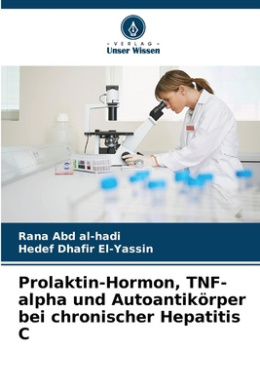 VERLAG
Unser Wissen
Rana Abd al-hadi
Hedef Dhafir El-Yassin
Prolaktin-Hormon, TNF-
alpha und Autoantikörper
bei chronischer Hepatitis
C